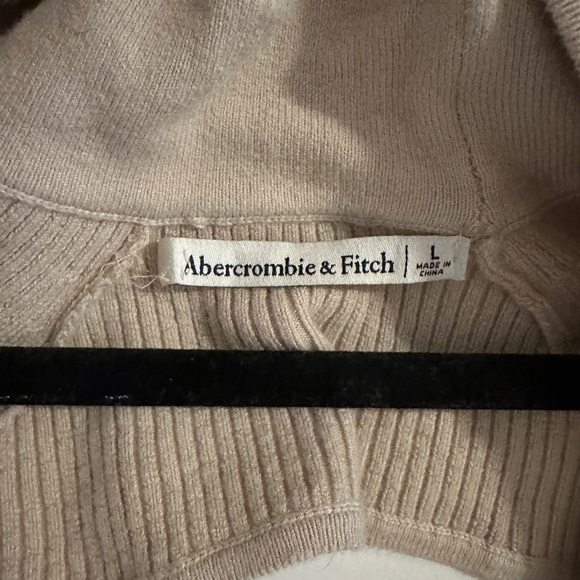 Abercrombie & Fitch | L
MADE IN
CHINA